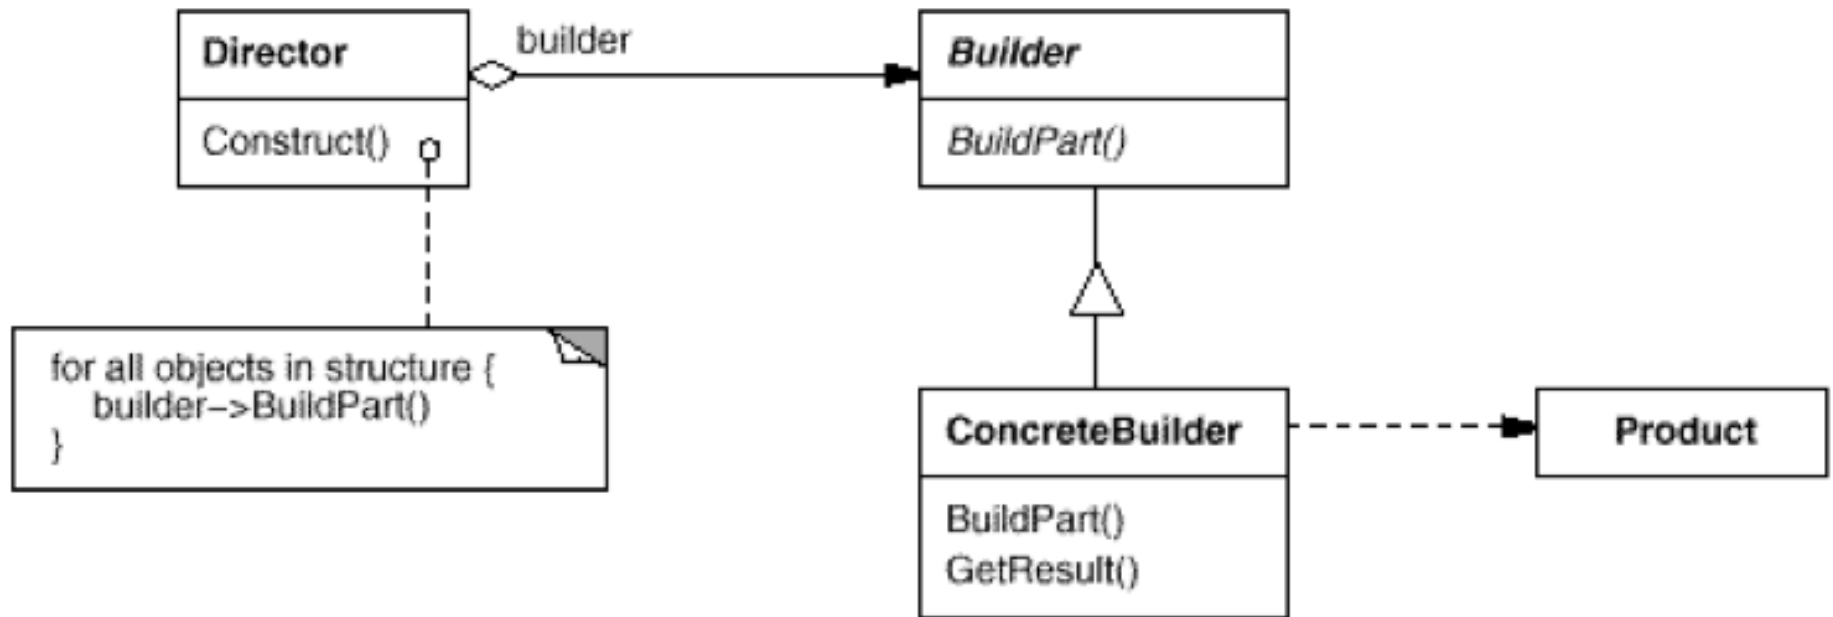 Director
builder
Builder
Construct()
BuildPart()
for all objects in structure {
builder–>BuildPart()
}
ConcreteBuilder
Product
BuildPart()
GetResult()